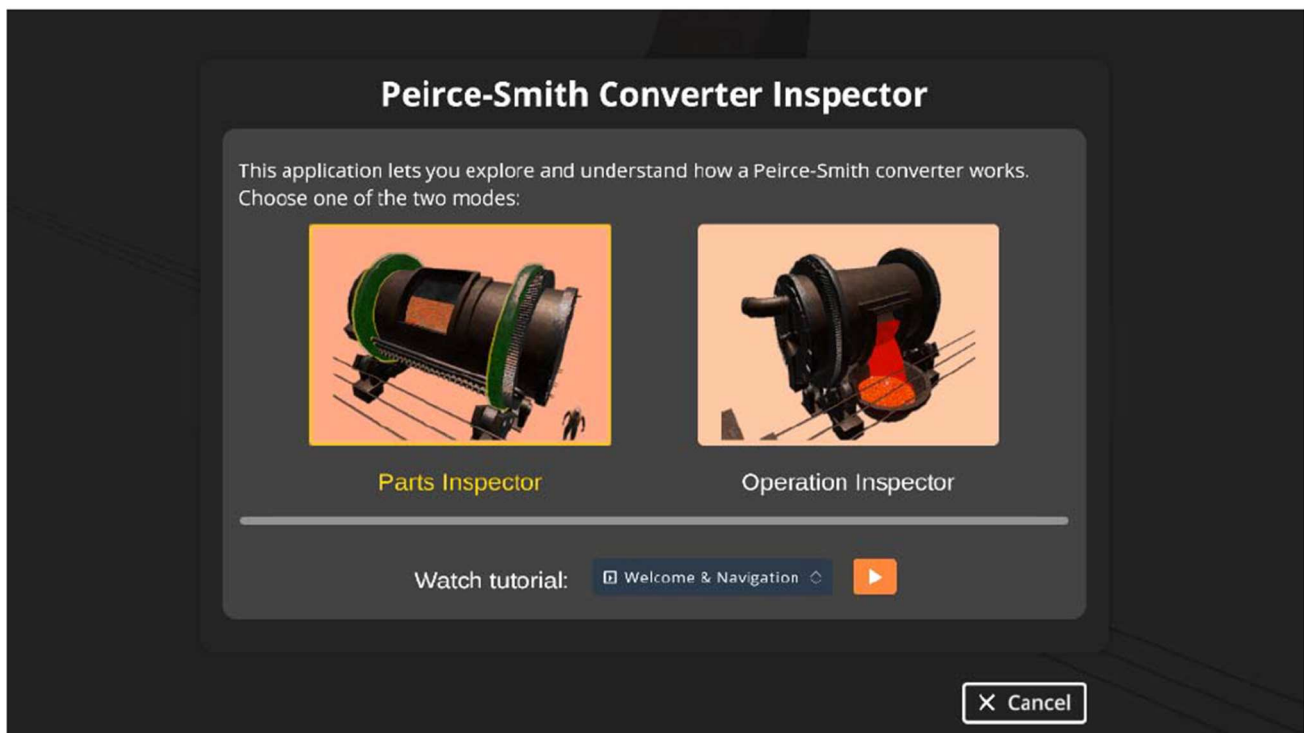 Peirce-Smith Converter Inspector
This application lets you explore and understand how a Peirce-Smith converter works.
Choose one of the two modes:
Parts Inspector
Operation Inspector
Watch tutorial:
Welcome & Navigation
Cancel